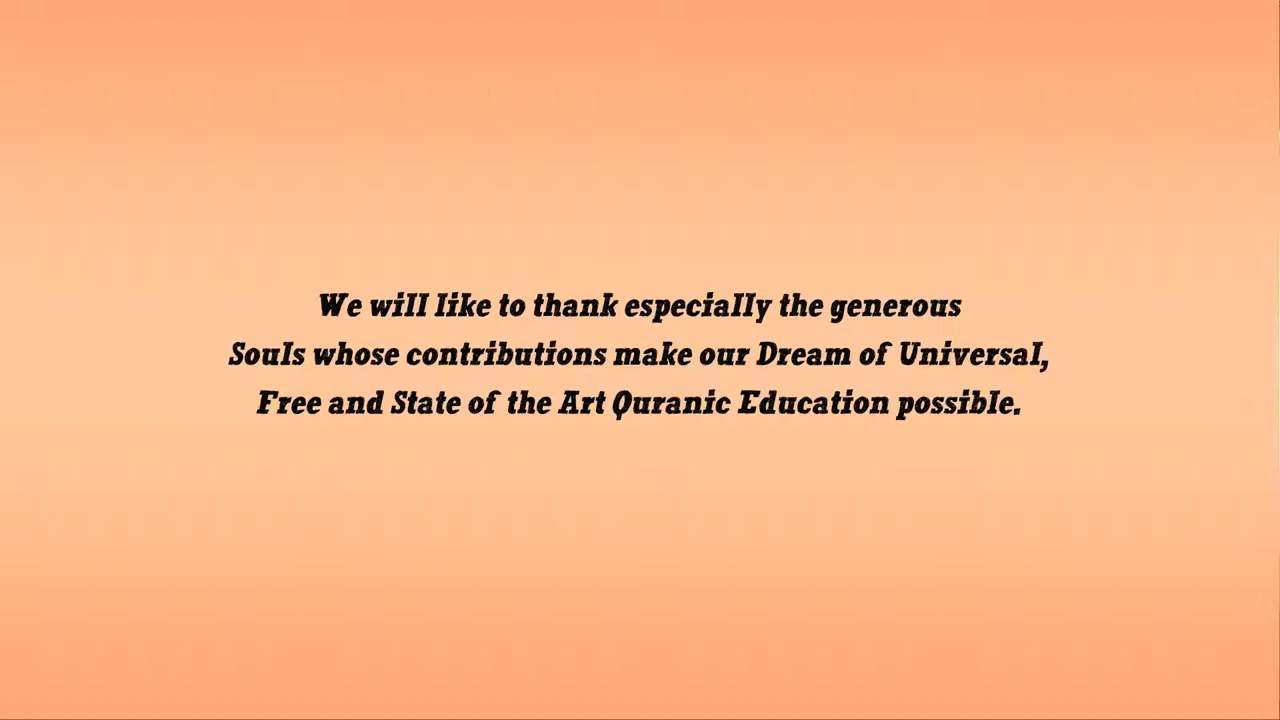 We will like to thank especially the generous
Souls whose contributions make our Dream of Universal,
Free and State of the Art Quranic Education possible.